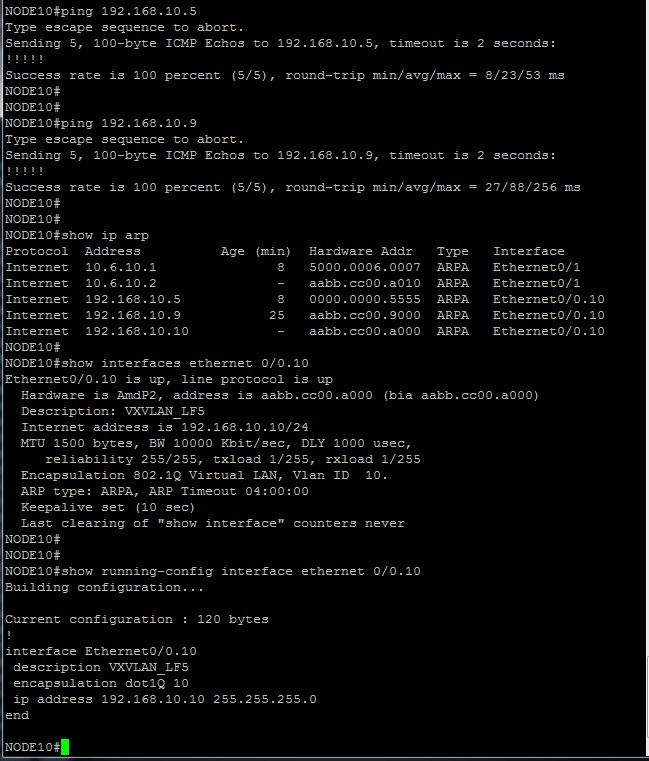 NODE10#ping 192.168.10.5
Type escape sequence to abort.
Sending 5, 100-byte ICMP Echos to 192.168.10.5, timeout is 2 seconds:
!!!!!
Success rate is 100 percent (5/5), round-trip min/avg/max = 8/23/53 ms
NODE10#
NODE10#
NODE10#ping 192.168.10.9
Type escape sequence to abort.
Sending 5, 100-byte ICMP Echos to 192.168.10.9, timeout is 2 seconds:
!!!!!
Success rate is 100 percent (5/5), round-trip min/avg/max = 27/88/256 ms
NODE10#
NODE10#
NODE10#show ip arp
Protocol  Address          Age (min)  Hardware Addr   Type   Interface
Internet  10.6.10.1               8   5000.0006.0007  ARPA   Ethernet0/1
Internet  10.6.10.2               -   aabb.cc00.a010  ARPA   Ethernet0/1
Internet  192.168.10.5            8   0000.0000.5555  ARPA   Ethernet0/0.10
Internet  192.168.10.9           25   aabb.cc00.9000  ARPA   Ethernet0/0.10
Internet  192.168.10.10           -   aabb.cc00.a000  ARPA   Ethernet0/0.10
NODE10#
NODE10#show interfaces ethernet 0/0.10
Ethernet0/0.10 is up, line protocol is up
  Hardware is AmdP2, address is aabb.cc00.a000 (bia aabb.cc00.a000)
  Description: VXVLAN_LF5
  Internet address is 192.168.10.10/24
  MTU 1500 bytes, BW 10000 Kbit/sec, DLY 1000 usec,
     reliability 255/255, txload 1/255, rxload 1/255
  Encapsulation 802.1Q Virtual LAN, Vlan ID  10.
  ARP type: ARPA, ARP Timeout 04:00:00
  Keepalive set (10 sec)
  Last clearing of "show interface" counters never
NODE10#
NODE10#
NODE10#show running-config interface ethernet 0/0.10
Building configuration...

Current configuration : 120 bytes
!
interface Ethernet0/0.10
 description VXVLAN_LF5
 encapsulation dot1Q 10
 ip address 192.168.10.10 255.255.255.0
end

NODE10#